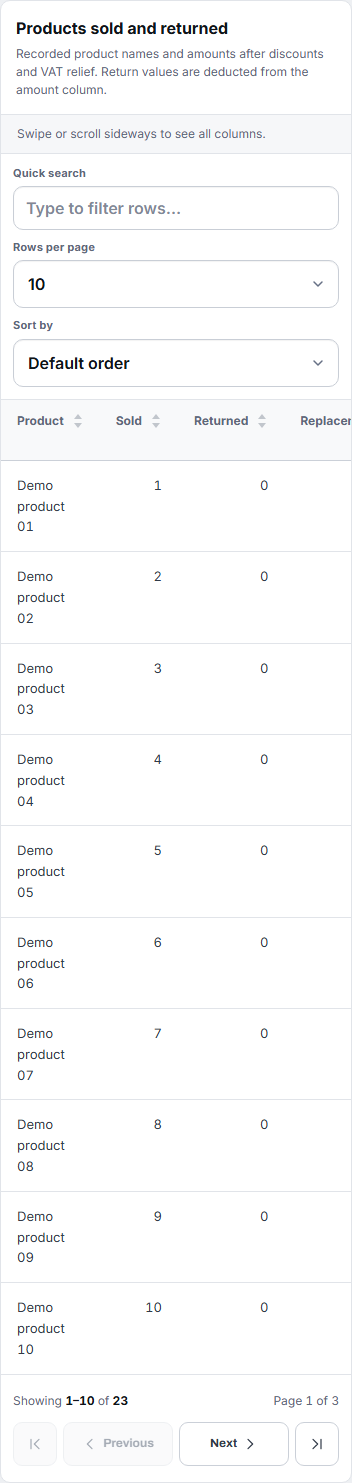 Products sold and returned
Recorded product names and amounts after discounts
and VAT relief. Return values are deducted from the
amount column.
Swipe or scroll sideways to see all columns.
Quick search
Type to filter rows...
Rows per page
10
Sort by
Default order
Product Sold Returned Replacer
Demo 1 0
product
01
Demo 2 0
product
02
Demo 3 0
product
03
Demo 4 0
product
04
Demo 5 0
product
05
Demo 6 0
product
06
Demo 7 0
product
07
Demo 8 0
product
08
Demo 9 0
product
09
Demo 10 0
product
10
Showing 1–10 of 23 Page 1 of 3
Previous Next